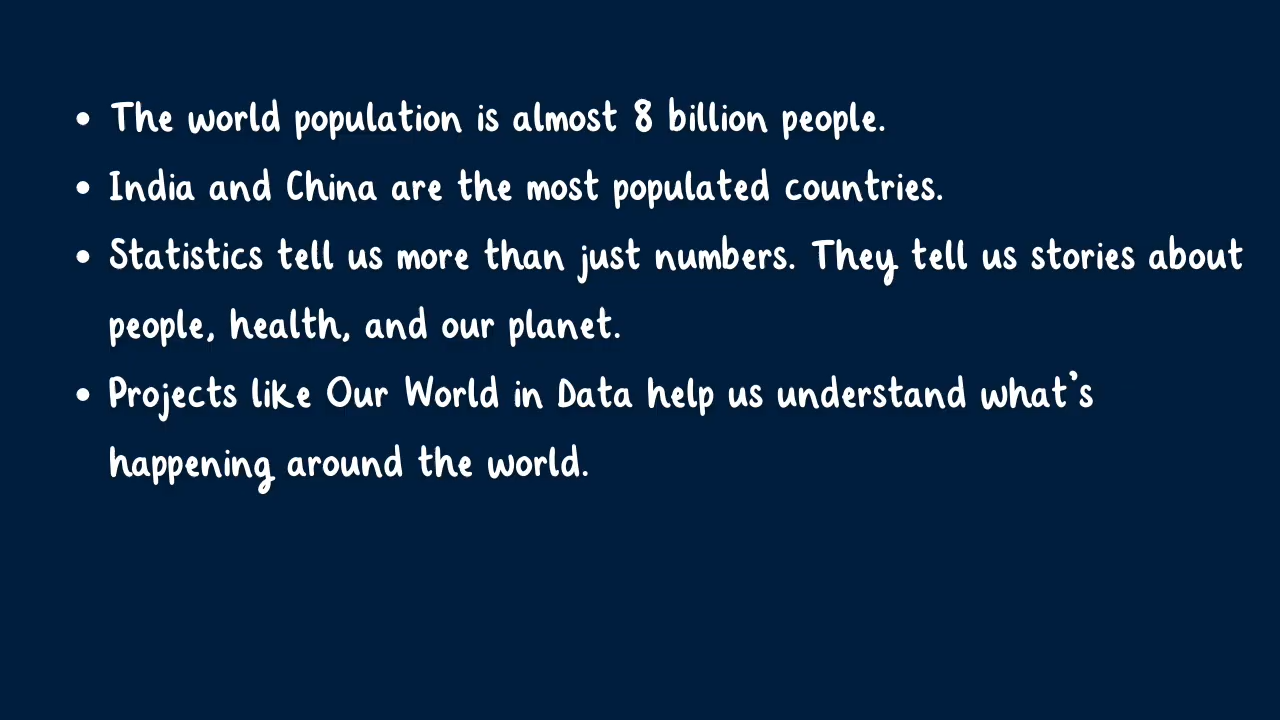 • The world population is almost 8 billion people.
• India and China are the most populated countries.
• Statistics tell us more than just numbers. They tell us stories about
people, health, and our planet.
• Projects like Our World in Data help us understand what's
happening around the world.